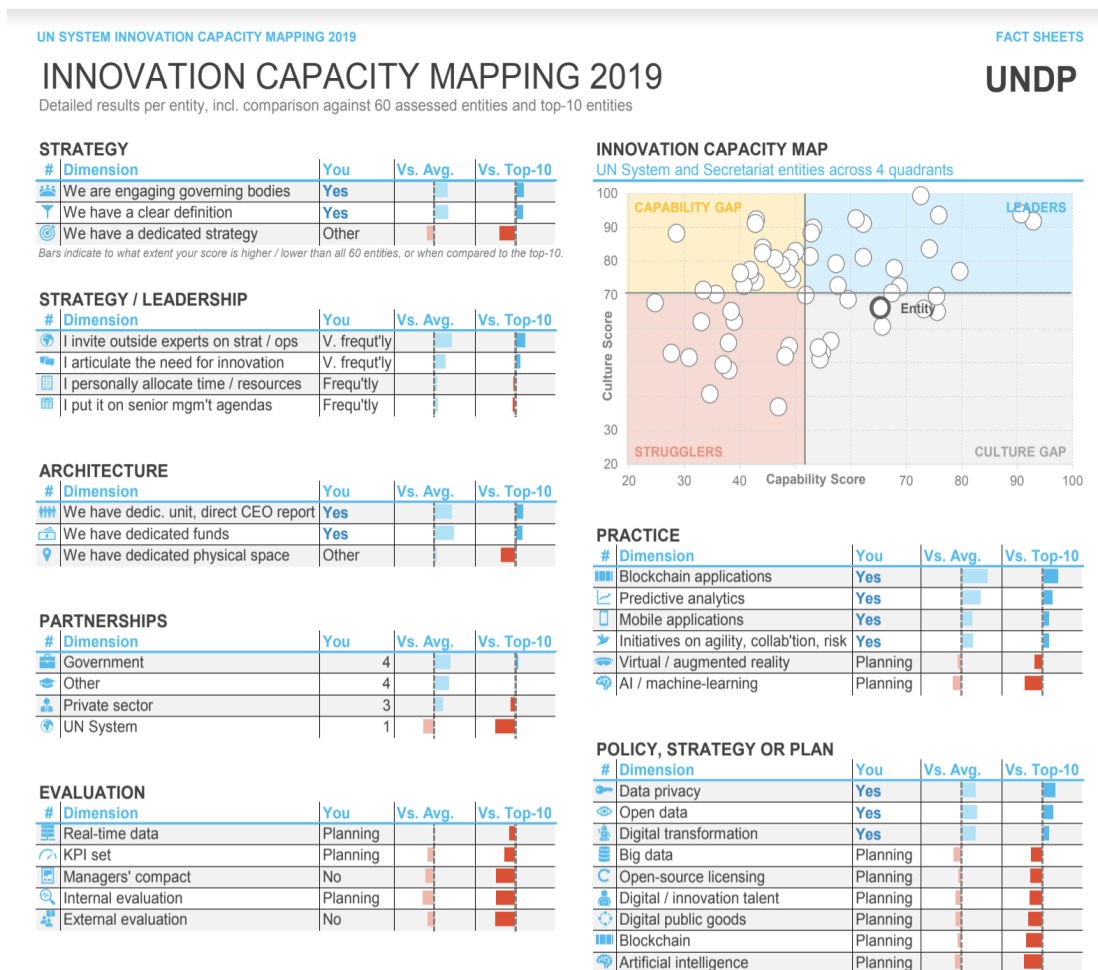 UN SYSTEM INNOVATION CAPACITY MAPPING 2019
FACT SHEETS
INNOVATION CAPACITY MAPPING 2019
UNDP
Detailed results per entity, incl. comparison against 60 assessed entities and top-10 entities
STRATEGY
# Dimension You Vs. Avg. Vs. Top-10
We are engaging governing bodies Yes
We have a clear definition Yes
We have a dedicated strategy Other
Bars indicate to what extent your score is higher / lower than all 60 entities, or when compared to the top-10.
STRATEGY / LEADERSHIP
# Dimension You Vs. Avg. Vs. Top-10
I invite outside experts on strat / ops V. frequt'ly
I articulate the need for innovation V. frequt'ly
I personally allocate time / resources Frequ'tly
I put it on senior mgm't agendas Frequ'tly
ARCHITECTURE
# Dimension You Vs. Avg. Vs. Top-10
We have dedic. unit, direct CEO report Yes
We have dedicated funds Yes
We have dedicated physical space Other
PARTNERSHIPS
# Dimension You Vs. Avg. Vs. Top-10
Government 4
Other 4
Private sector 3
UN System 1
EVALUATION
# Dimension You Vs. Avg. Vs. Top-10
Real-time data Planning
KPI set Planning
Managers' compact No
Internal evaluation Planning
External evaluation No
INNOVATION CAPACITY MAP
UN System and Secretariat entities across 4 quadrants
100
CAPABILITY GAP
LEADERS
90
80
70
Entity
Culture Score
30
STRUGGLERS
CULTURE GAP
20
20 30 40 Capability Score 70 80 90 100
PRACTICE
# Dimension You Vs. Avg. Vs. Top-10
Blockchain applications Yes
Predictive analytics Yes
Mobile applications Yes
Initiatives on agility, collab'tion, risk Yes
Virtual / augmented reality Planning
AI / machine-learning Planning
POLICY, STRATEGY OR PLAN
# Dimension You Vs. Avg. Vs. Top-10
Data privacy Yes
Open data Yes
Digital transformation Yes
Big data Planning
Open-source licensing Planning
Digital / innovation talent Planning
Digital public goods Planning
Blockchain Planning
Artificial intelligence Planning